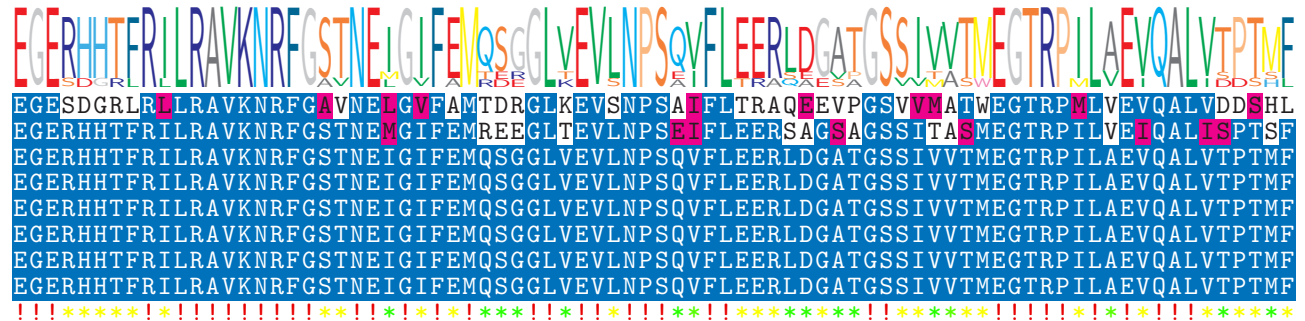 EGERHHTFRILRAVKNRFGSTNEIGIFEMQSGGLVEVLNPSQVFLEERLDGATGSSIVVTMEGTRPILAEVQALVTPTMF
EGESDGRLRLLRAVKNRFGAVNELGVFAMTDRGLKEVSNPSAIFLTRAQEEVPGSVVMATWEGTRPMLVEVQALVDDSHL
EGERHHTFRILRAVKNRFGSTNEMGIFEMREEGLTEVLNPSEIFLEERSAGSAGSSITASMEGTRPILVEIQALISPTSF
EGERHHTFRILRAVKNRFGSTNEIGIFEMQSGGLVEVLNPSQVFLEERLDGATGSSIVVTMEGTRPILAEVQALVTPTMF
EGERHHTFRILRAVKNRFGSTNEIGIFEMQSGGLVEVLNPSQVFLEERLDGATGSSIVVTMEGTRPILAEVQALVTPTMF
EGERHHTFRILRAVKNRFGSTNEIGIFEMQSGGLVEVLNPSQVFLEERLDGATGSSIVVTMEGTRPILAEVQALVTPTMF
EGERHHTFRILRAVKNRFGSTNEIGIFEMQSGGLVEVLNPSQVFLEERLDGATGSSIVVTMEGTRPILAEVQALVTPTMF
EGERHHTFRILRAVKNRFGSTNEIGIFEMQSGGLVEVLNPSQVFLEERLDGATGSSIVVTMEGTRPILAEVQALVTPTMF
EGERHHTFRILRAVKNRFGSTNEIGIFEMQSGGLVEVLNPSQVFLEERLDGATGSSIVVTMEGTRPILAEVQALVTPTMF
!!!*****!*!!!!!!!!!**!!*!*!*!***!!*!!*!!!**!!********!!******!!!!!*!*!*!!!******